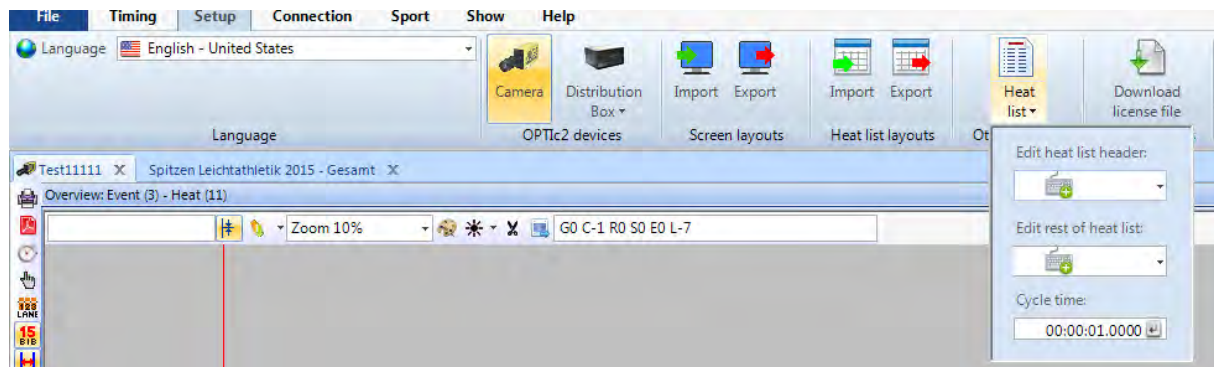 File Timing Setup Connection Sport Show Help
Language English - United States
Camera Distribution Box Import Export Import Export Heat list Download license file
Language OPTIc2 devices Screen layouts Heat list layouts
Edit heat list header:
Test11111 X Spitzen Leichtathletik 2015 - Gesamt X
Overview: Event (3) - Heat (11)
Zoom 10% G0 C-1 R0 S0 E0 L-7
Edit rest of heat list:
LANE
Cycle time:
15
BIB
00:00:01.0000